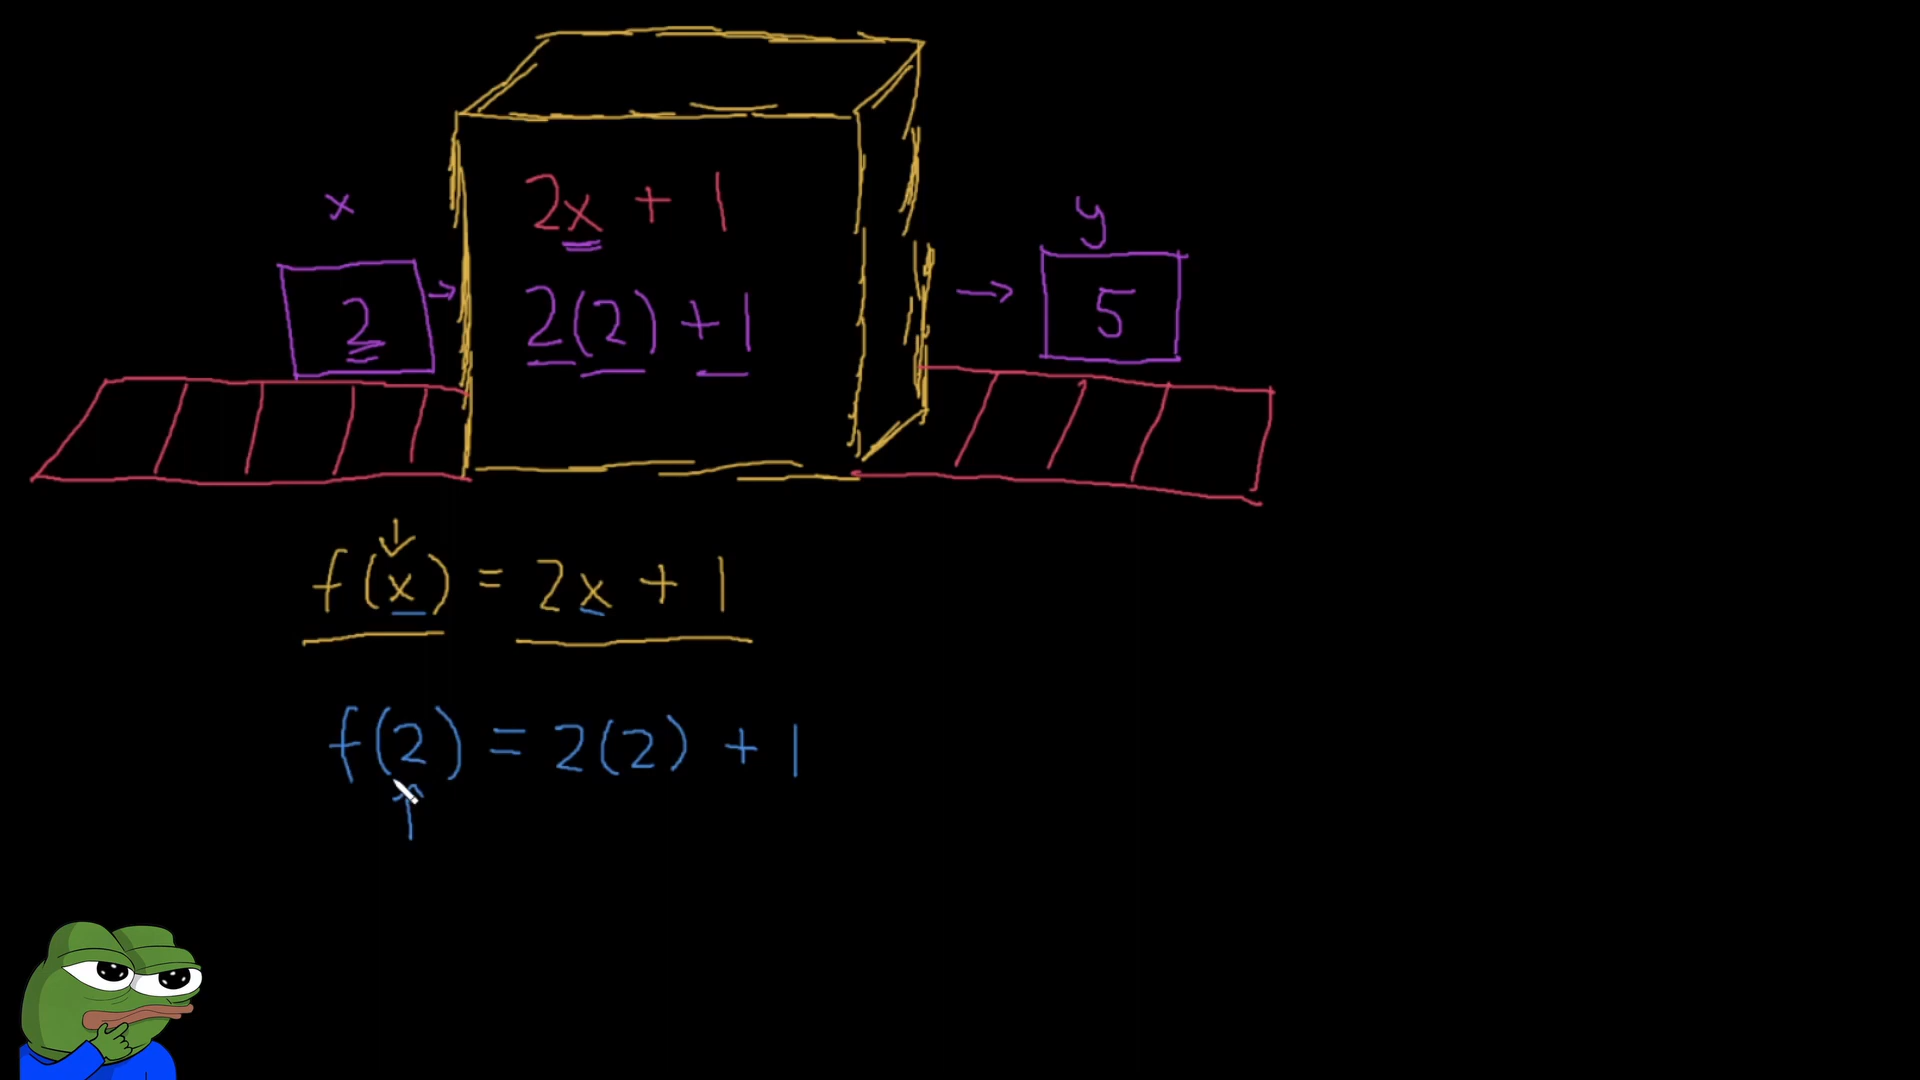 x
2x + 1
y
2
2(2) + 1
5
f(x) = 2x + 1
f(2) = 2(2) + 1